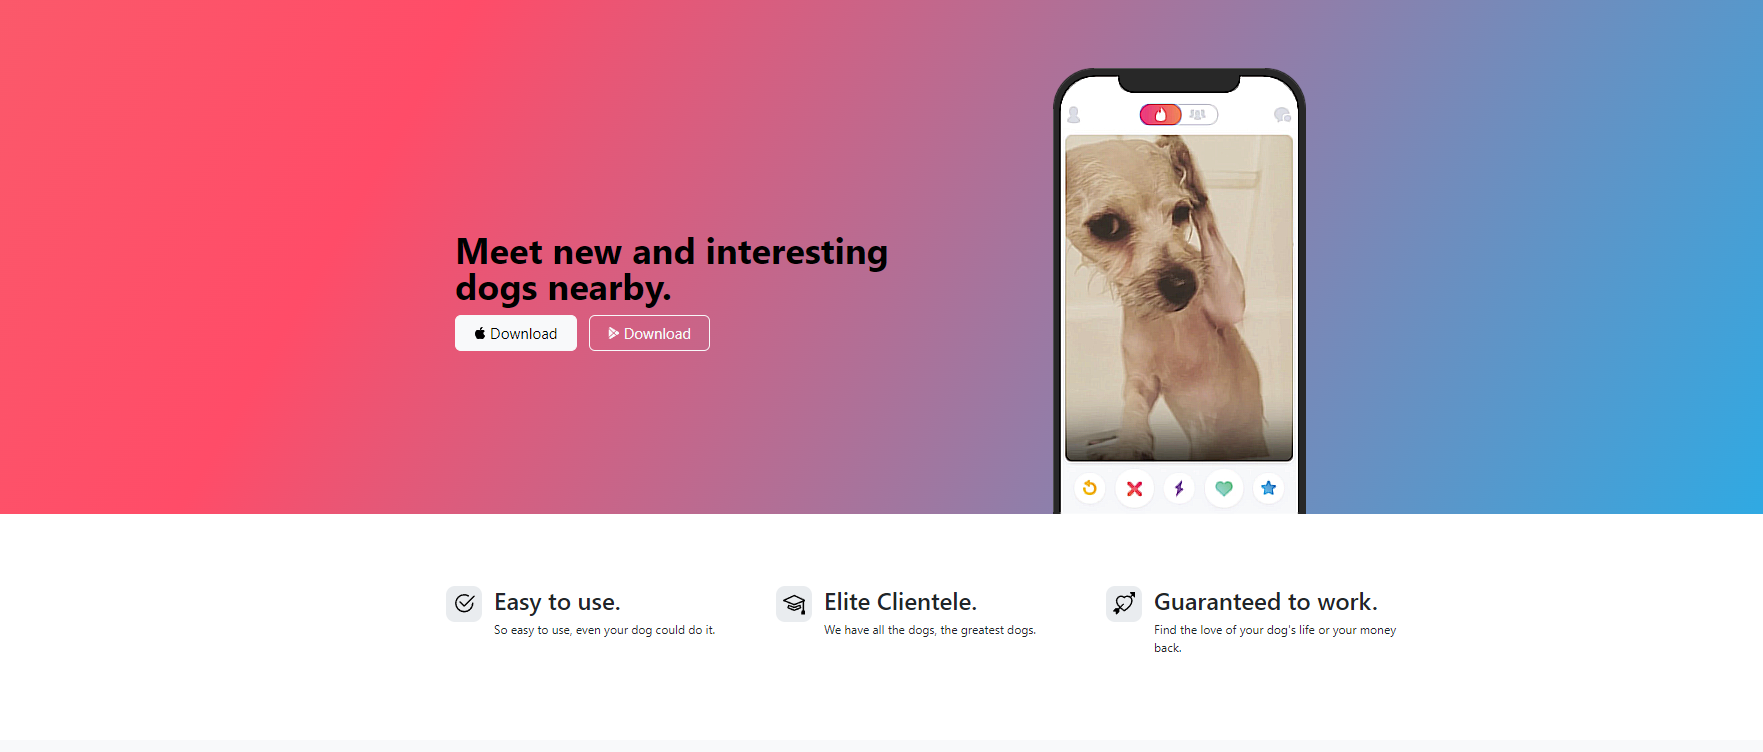 Meet new and interesting
dogs nearby.
Download
Download
Easy to use.
So easy to use, even your dog could do it.
Elite Clientele.
We have all the dogs, the greatest dogs.
Guaranteed to work.
Find the love of your dog's life or your money
back.